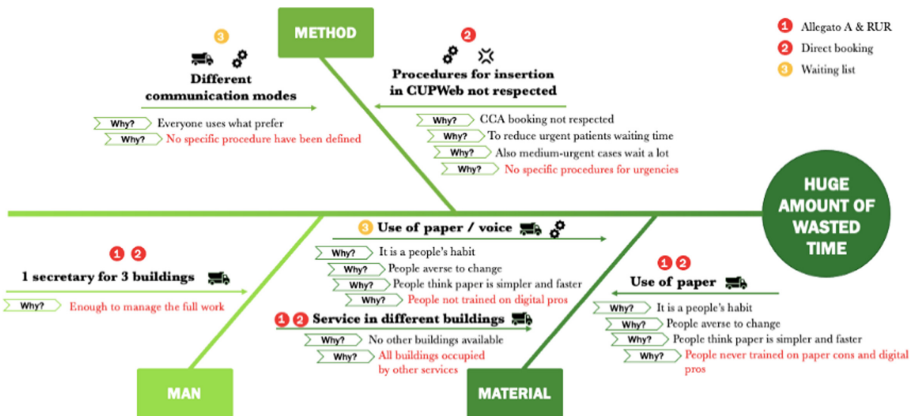 METHOD
1 Allegato A & RUR
2 Direct booking
3 Waiting list
3
Different
communication modes
Why? Everyone uses what prefer
Why? No specific procedure have been defined
2
Procedures for insertion
in CUPWeb not respected
Why? CCA booking not respected
Why? To reduce urgent patients waiting time
Why? Also medium-urgent cases wait a lot
Why? No specific procedures for urgencies
HUGE
AMOUNT OF
WASTED
TIME
1 2
1 secretary for 3 buildings
Why? Enough to manage the full work
3 Use of paper / voice
Why? It is a people's habit
Why? People averse to change
Why? People think paper is simpler and faster
Why? People not trained on digital pros
1 2 Service in different buildings
Why? No other buildings available
Why? All buildings occupied
by other services
1 2
Use of paper
Why? It is a people's habit
Why? People averse to change
Why? People think paper is simpler and faster
Why? People never trained on paper cons and digital
pros
MAN
MATERIAL